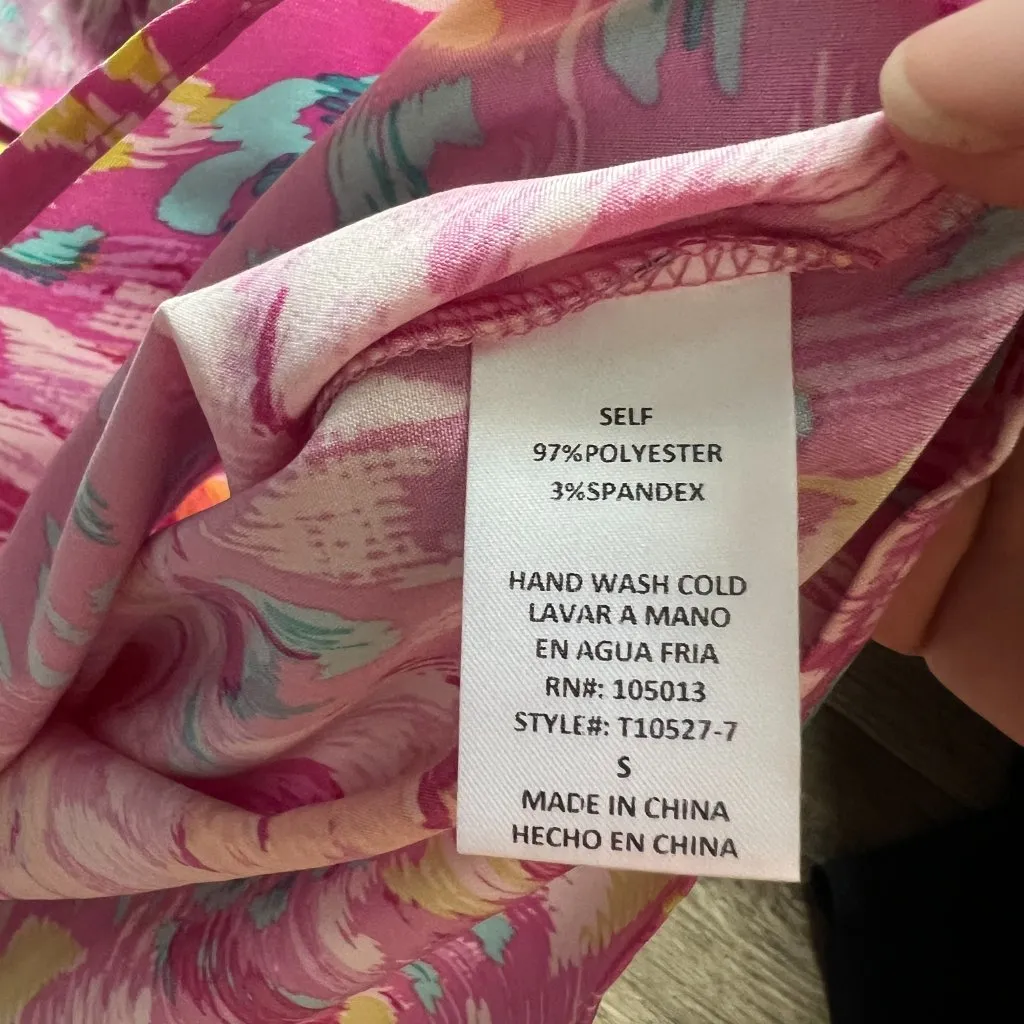 SELF
97%POLYESTER
3%SPANDEX
HAND WASH COLD
LAVAR A MANO
EN AGUA FRIA
RN#: 105013
STYLE#: T10527-7
S
MADE IN CHINA
HECHO EN CHINA